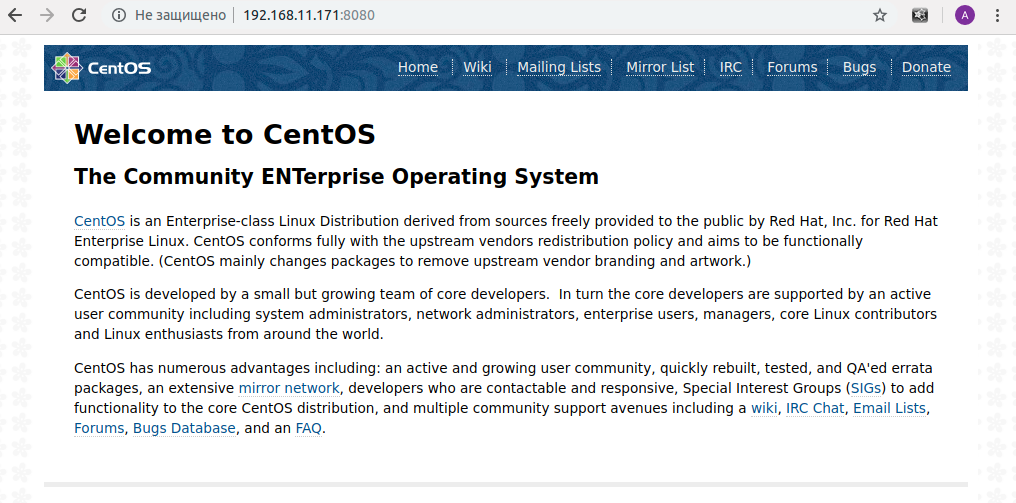 Не защищено 192.168.11.171:8080 A
CentOS Home Wiki Mailing Lists Mirror List IRC Forums Bugs Donate
Welcome to CentOS
The Community ENTerprise Operating System
CentOS is an Enterprise-class Linux Distribution derived from sources freely provided to the public by Red Hat, Inc. for Red Hat
Enterprise Linux. CentOS conforms fully with the upstream vendors redistribution policy and aims to be functionally
compatible. (CentOS mainly changes packages to remove upstream vendor branding and artwork.)
CentOS is developed by a small but growing team of core developers.  In turn the core developers are supported by an active
user community including system administrators, network administrators, enterprise users, managers, core Linux contributors
and Linux enthusiasts from around the world.
CentOS has numerous advantages including: an active and growing user community, quickly rebuilt, tested, and QA'ed errata
packages, an extensive mirror network, developers who are contactable and responsive, Special Interest Groups (SIGs) to add
functionality to the core CentOS distribution, and multiple community support avenues including a wiki, IRC Chat, Email Lists,
Forums, Bugs Database, and an FAQ.